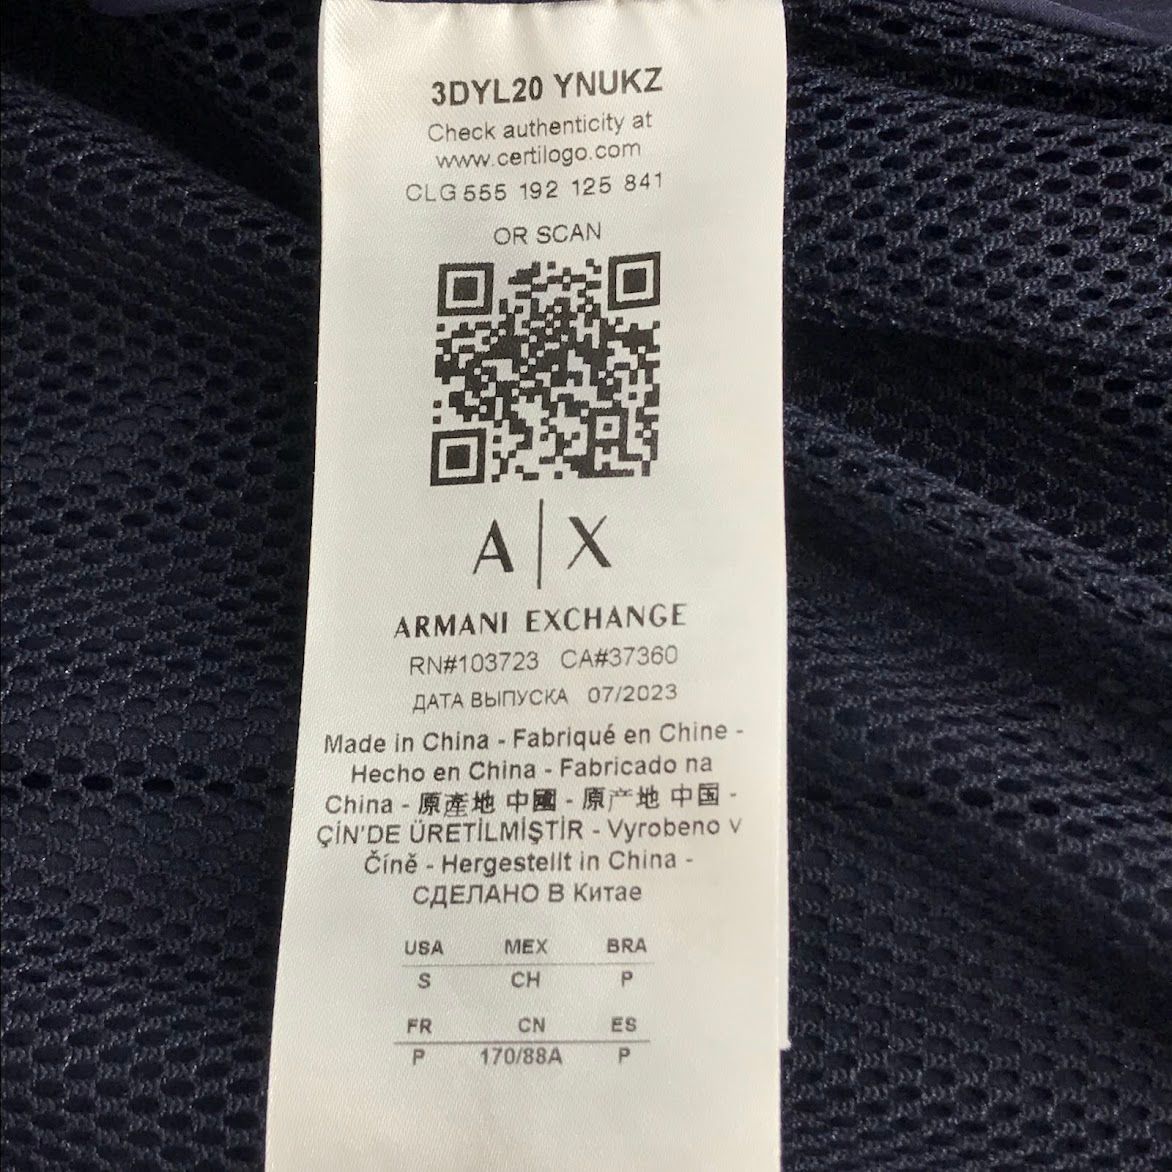 3DYL20 YNUKZ
Check authenticity at
www.certilogo.com
CLG 555 192 125 841
OR SCAN
A|X
ARMANI EXCHANGE
RN#103723 CA#37360
ДАТА ВЫПУСКА 07/2023
Made in China - Fabriqué en Chine -
Hecho en China - Fabricado na
China - 原產地 中國 - 原产地 中国 -
ÇİN'DE ÜRETİLMİŞTİR - Vyrobeno v
Číně - Hergestellt in China -
СДЕЛАНО В Китае
USA MEX BRA
S CH P
FR CN ES
P 170/88A P